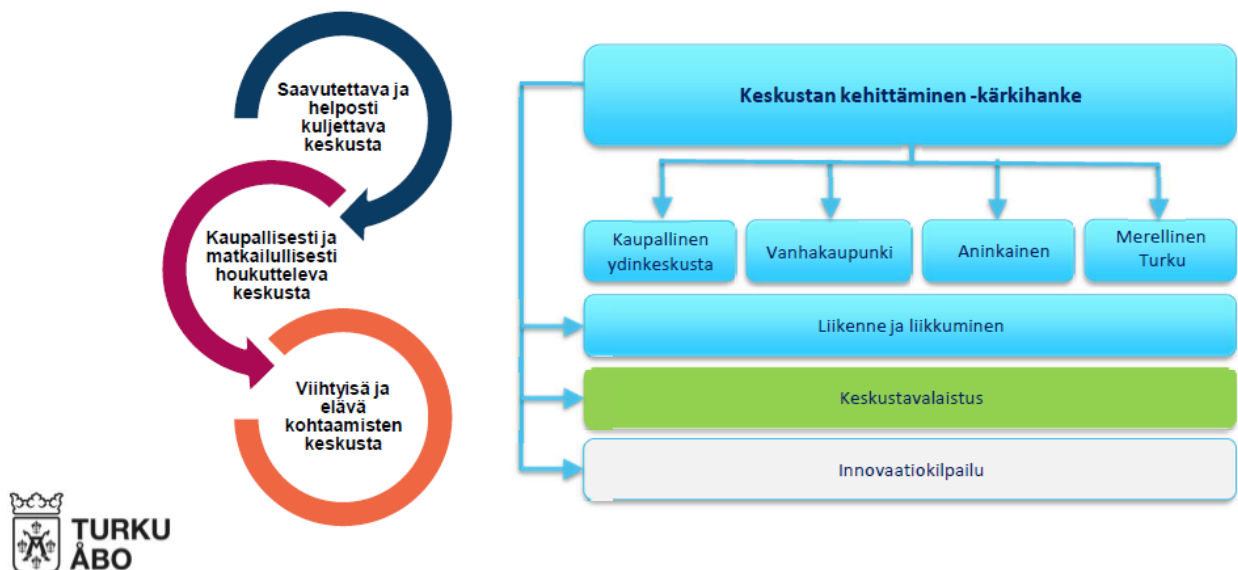 Saavutettava ja
helposti
kuljettava
keskusta
Kaupallisesti ja
matkailullisesti
houkutteleva
keskusta
Viihtyisä ja
elävä
kohtaamisten
keskusta
Keskustan kehittäminen -kärkihanke
Kaupallinen
ydinkeskusta
Vanhakaupunki
Aninkainen
Merellinen
Turku
Liikenne ja liikkuminen
Keskustavalaistus
Innovaatiokilpailu
TURKU
ÅBO